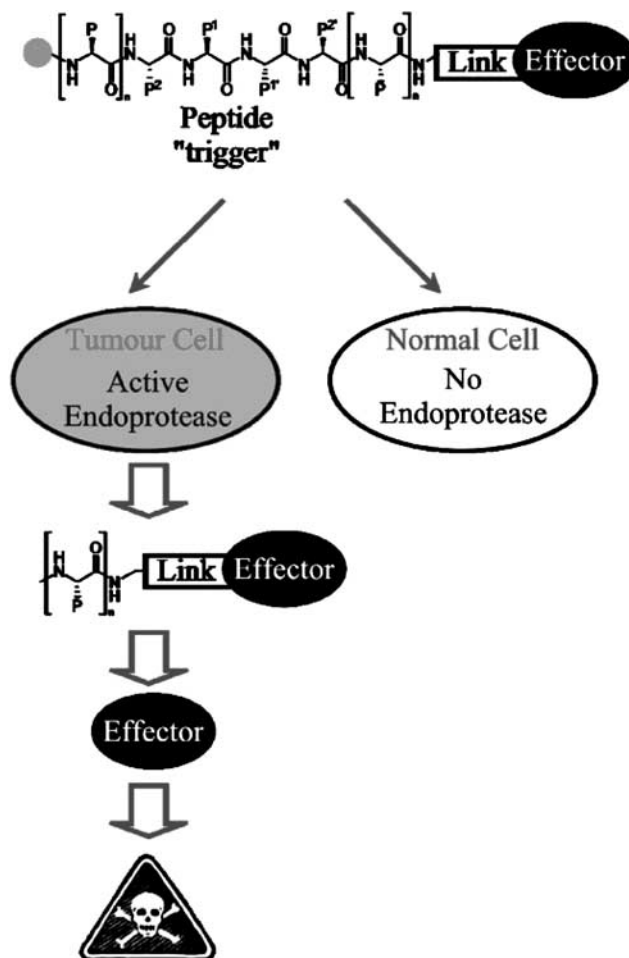 P P¹ P²'
H N O H N O H N O
[ ]n N H O N H O N H O [ ]n N H Link Effector
P² P¹' P
Peptide
"trigger"
Tumour Cell
Active
Endoprotease
Normal Cell
No
Endoprotease
H N O
[ ]n N H Link Effector
P
Effector